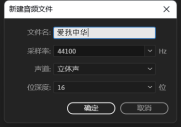 新建音频文件
文件名: 爱我中华
采样率: 44100 Hz
声道: 立体声
位深度: 16 位
确定 取消